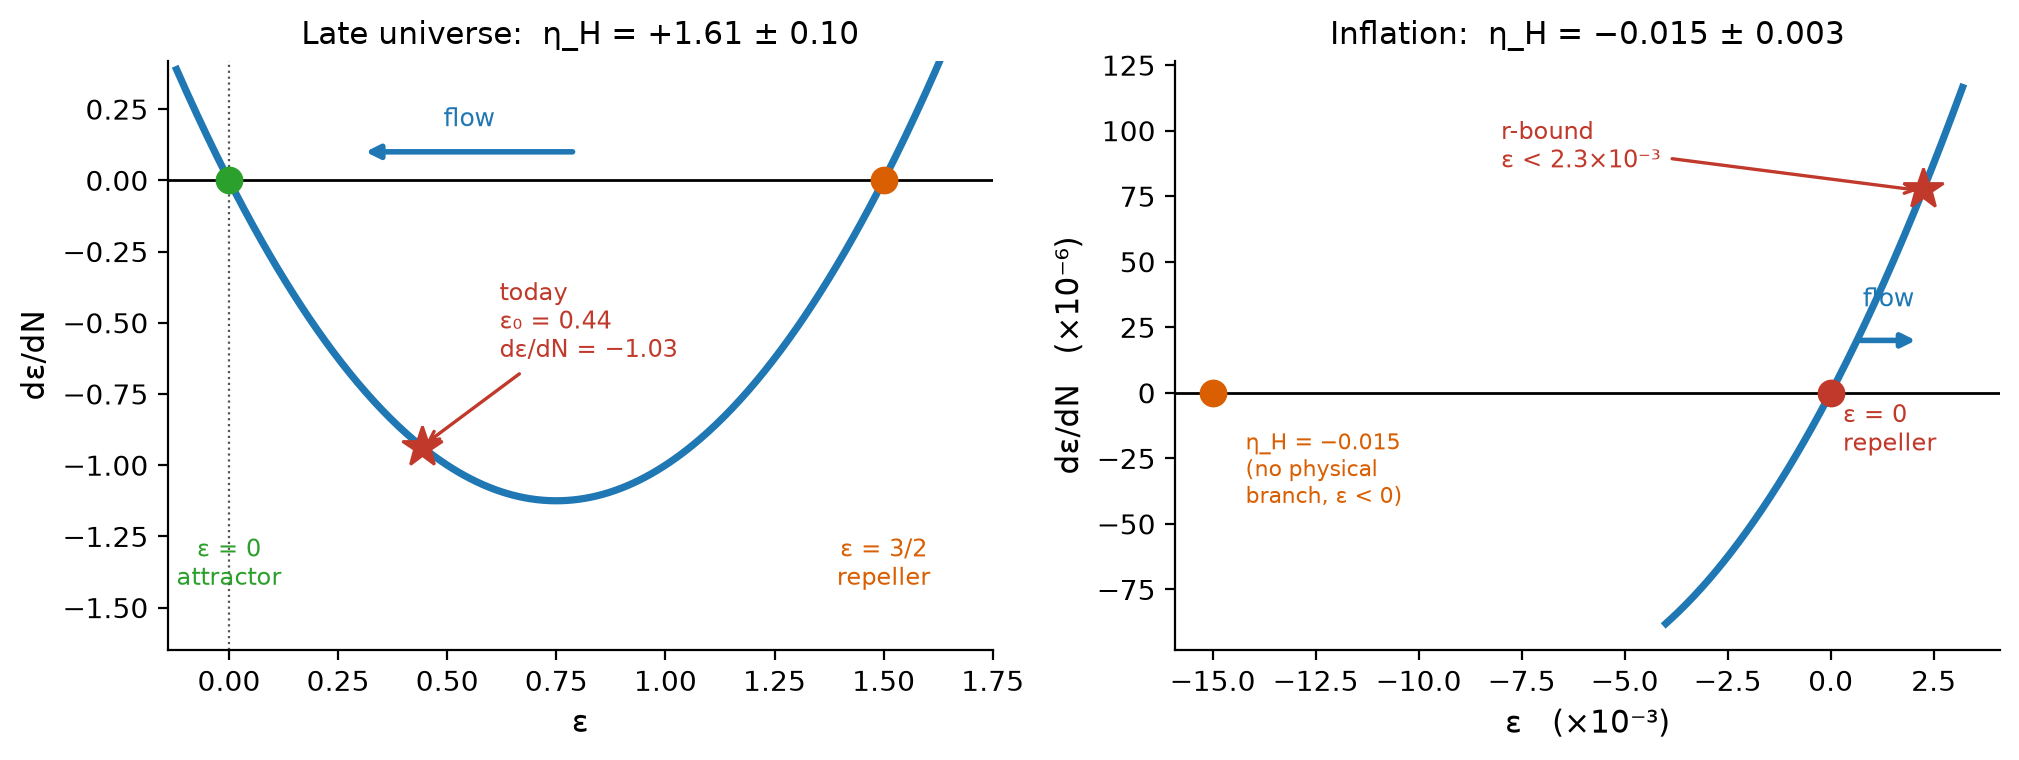 Late universe:  η_H = +1.61 ± 0.10
0.25
0.00
−0.25
−0.50
−0.75
−1.00
−1.25
−1.50
dε/dN
flow
today
ε₀ = 0.44
dε/dN = −1.03
ε = 0
attractor
ε = 3/2
repeller
0.00 0.25 0.50 0.75 1.00 1.25 1.50 1.75
ε
Inflation:  η_H = −0.015 ± 0.003
125
100
75
50
25
0
−25
−50
−75
dε/dN   (×10⁻⁶)
r-bound
ε < 2.3×10⁻³
flow
ε = 0
repeller
η_H = −0.015
(no physical
branch, ε < 0)
−15.0 −12.5 −10.0 −7.5 −5.0 −2.5 0.0 2.5
ε   (×10⁻³)